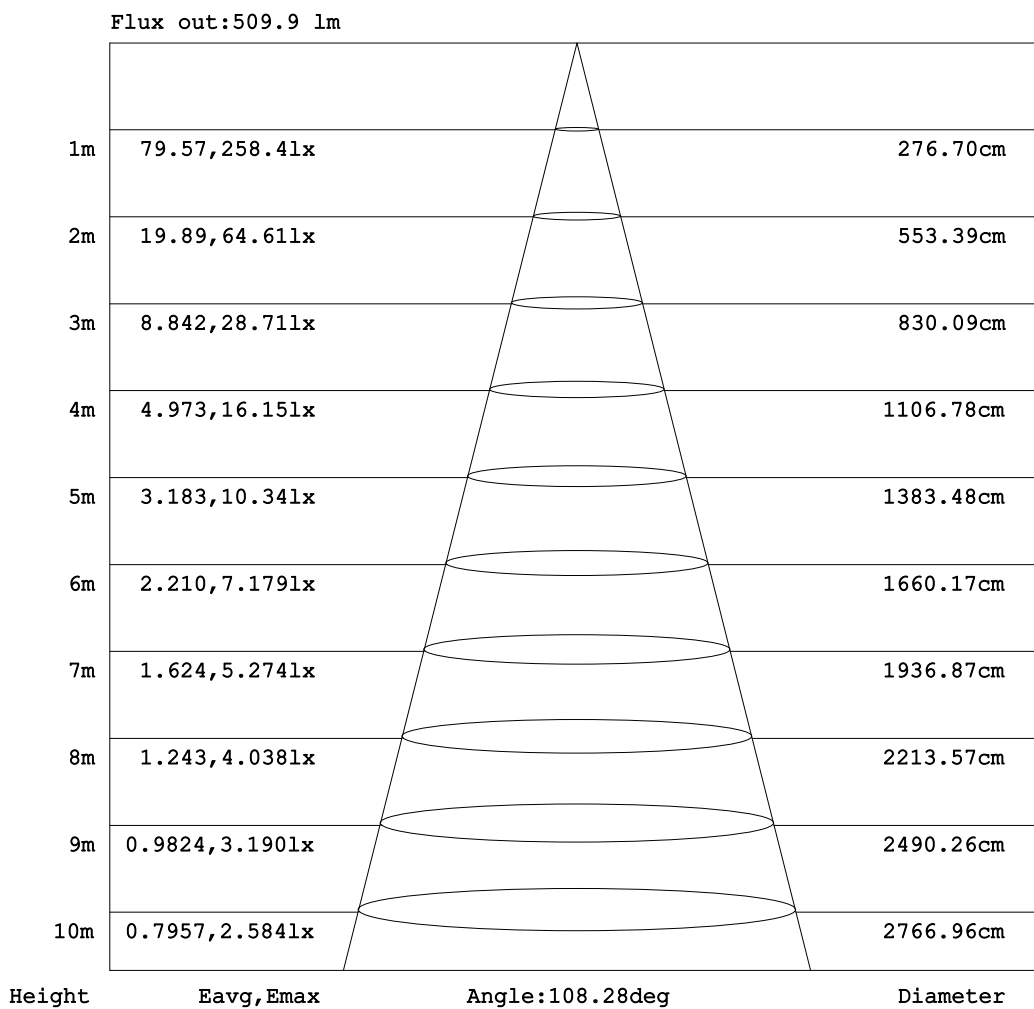 Flux out:509.9 lm
1m 79.57,258.4lx 276.70cm
2m 19.89,64.61lx 553.39cm
3m 8.842,28.71lx 830.09cm
4m 4.973,16.15lx 1106.78cm
5m 3.183,10.34lx 1383.48cm
6m 2.210,7.179lx 1660.17cm
7m 1.624,5.274lx 1936.87cm
8m 1.243,4.038lx 2213.57cm
9m 0.9824,3.190lx 2490.26cm
10m 0.7957,2.584lx 2766.96cm
Height Eavg,Emax Angle:108.28deg Diameter